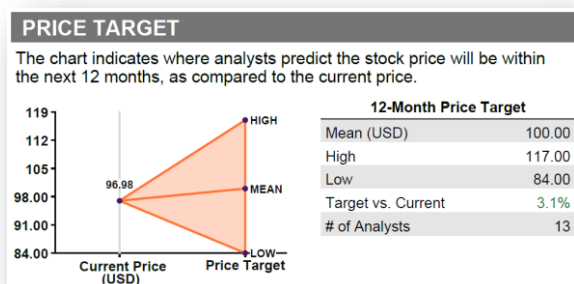 PRICE TARGET
The chart indicates where analysts predict the stock price will be within
the next 12 months, as compared to the current price.
119
112
105
98.00
91.00
84.00
96.98
HIGH
MEAN
LOW
Current Price
(USD)
Price Target
12-Month Price Target
Mean (USD) 100.00
High 117.00
Low 84.00
Target vs. Current 3.1%
# of Analysts 13